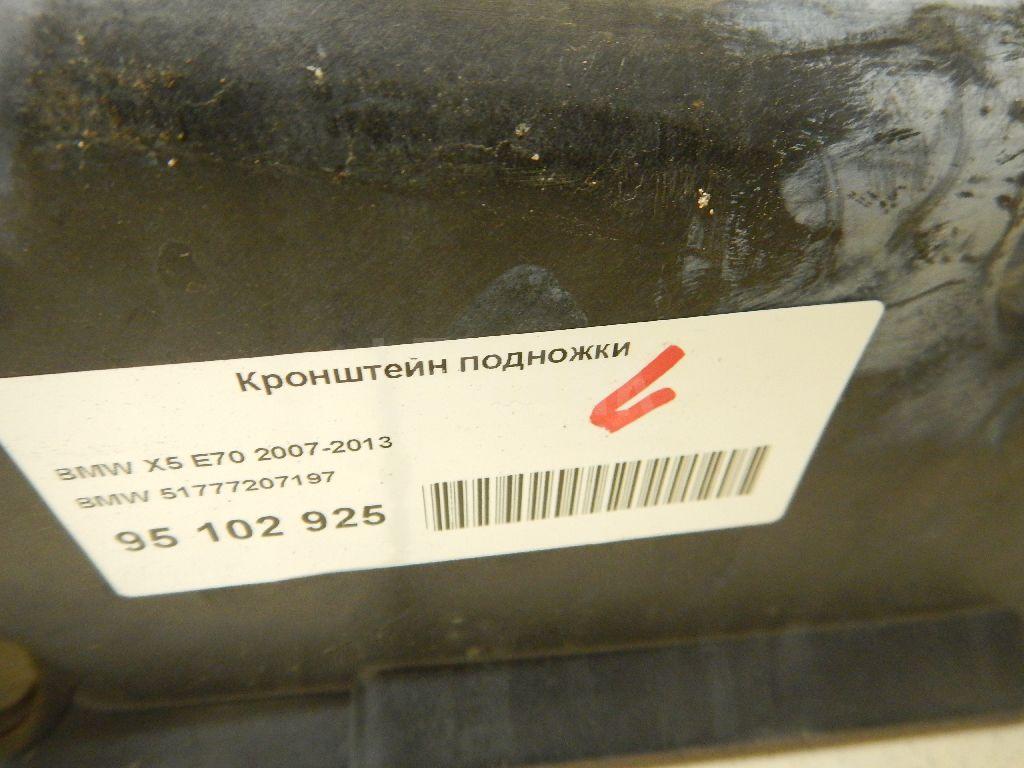 Кронштейн подножки
BMW X5 E70 2007-2013
BMW 51777207197
95 102 925